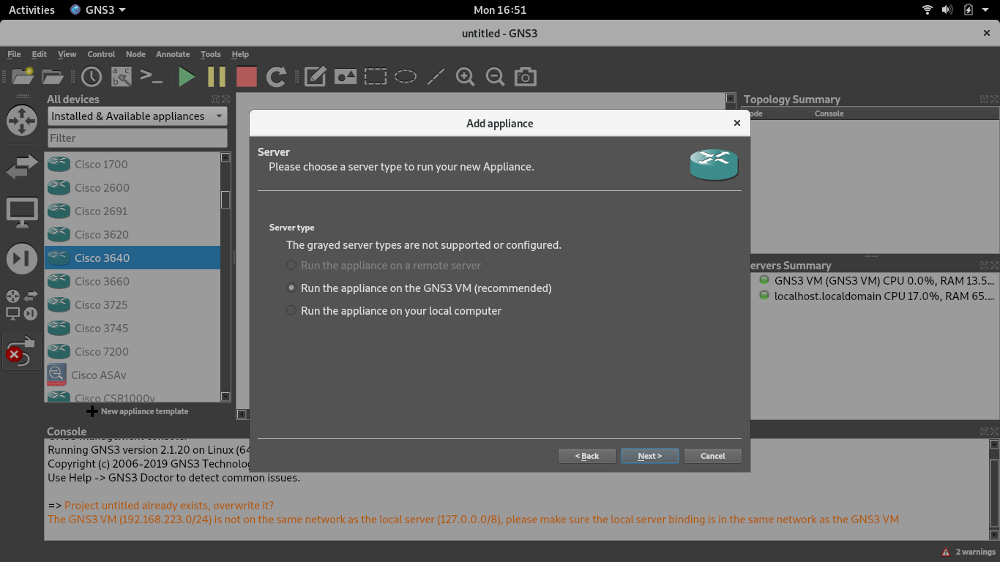 Activities GNS3 Mon 16:51
untitled - GNS3
File Edit View Control Node Annotate Tools Help
All devices
Installed & Available appliances
Filter
Cisco 1700
Cisco 2600
Cisco 2691
Cisco 3620
Cisco 3640
Cisco 3660
Cisco 3725
Cisco 3745
Cisco 7200
Cisco ASAv
Cisco CSR1000v
New appliance template
Add appliance
Server
Please choose a server type to run your new Appliance.
Server type
The grayed server types are not supported or configured.
Run the appliance on a remote server
Run the appliance on the GNS3 VM (recommended)
Run the appliance on your local computer
< Back Next > Cancel
Topology Summary
ode Console
ervers Summary
GNS3 VM (GNS3 VM) CPU 0.0%, RAM 13.5...
localhost.localdomain CPU 17.0%, RAM 65....
Console
GNS3 management console.
Running GNS3 version 2.1.20 on Linux (64
Copyright (c) 2006-2019 GNS3 Technolog
Use Help -> GNS3 Doctor to detect common issues.
=> Project untitled already exists, overwrite it?
The GNS3 VM (192.168.223.0/24) is not on the same network as the local server (127.0.0.0/8), please make sure the local server binding is in the same network as the GNS3 VM
2 warnings